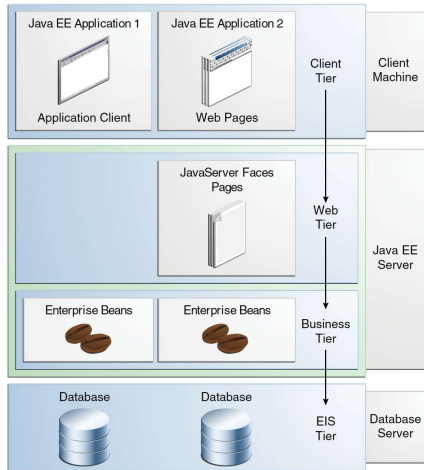 Java EE Application 1
Java EE Application 2
Application Client
Web Pages
Client
Tier
Client
Machine
JavaServer Faces
Pages
Web
Tier
Java EE
Server
Enterprise Beans
Enterprise Beans
Business
Tier
Database
Database
EIS
Tier
Database
Server